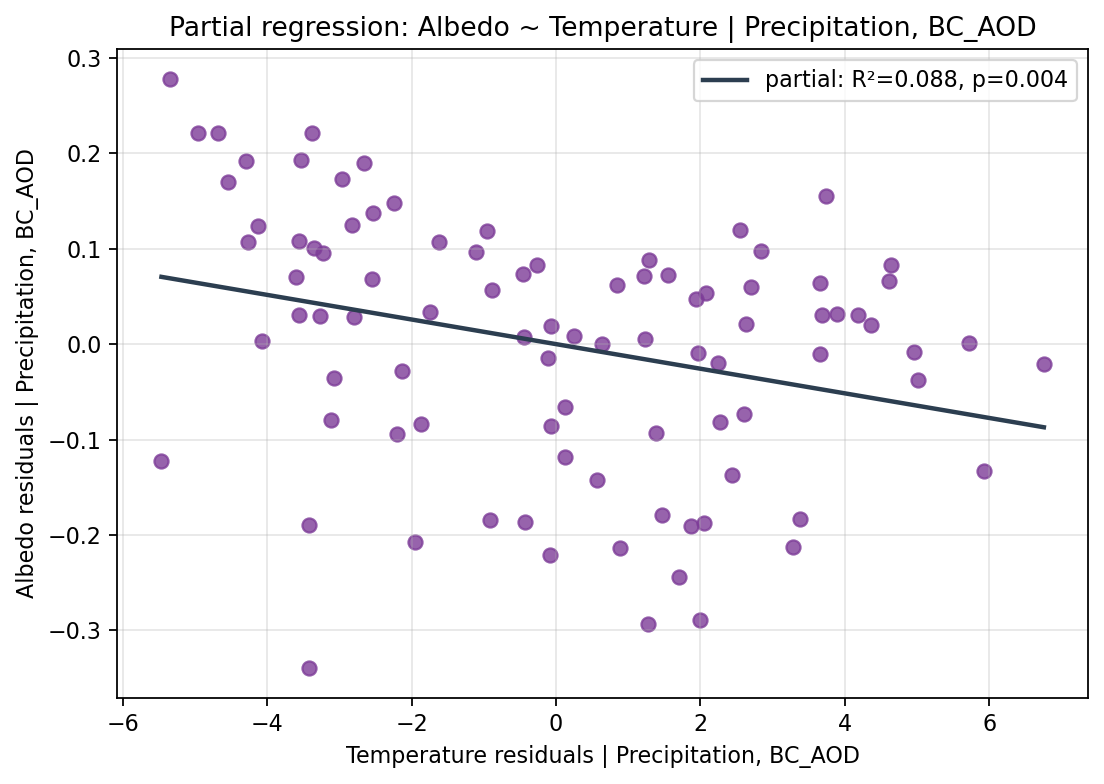 Partial regression: Albedo ~ Temperature | Precipitation, BC_AOD
partial: R²=0.088, p=0.004
Albedo residuals | Precipitation, BC_AOD
0.3
0.2
0.1
0.0
−0.1
−0.2
−0.3
−6 −4 −2 0 2 4 6
Temperature residuals | Precipitation, BC_AOD